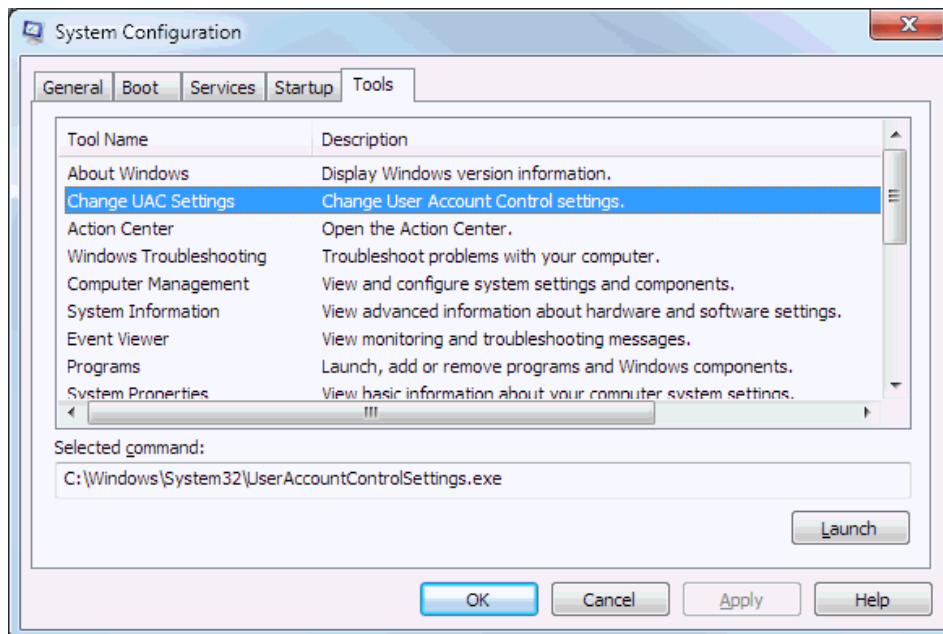 System Configuration
General Boot Services Startup Tools
Tool Name Description
About Windows Display Windows version information.
Change UAC Settings Change User Account Control settings.
Action Center Open the Action Center.
Windows Troubleshooting Troubleshoot problems with your computer.
Computer Management View and configure system settings and components.
System Information View advanced information about hardware and software settings.
Event Viewer View monitoring and troubleshooting messages.
Programs Launch, add or remove programs and Windows components.
System Properties View basic information about your computer system settings.
Selected command:
C:\Windows\System32\UserAccountControlSettings.exe
Launch
OK Cancel Apply Help